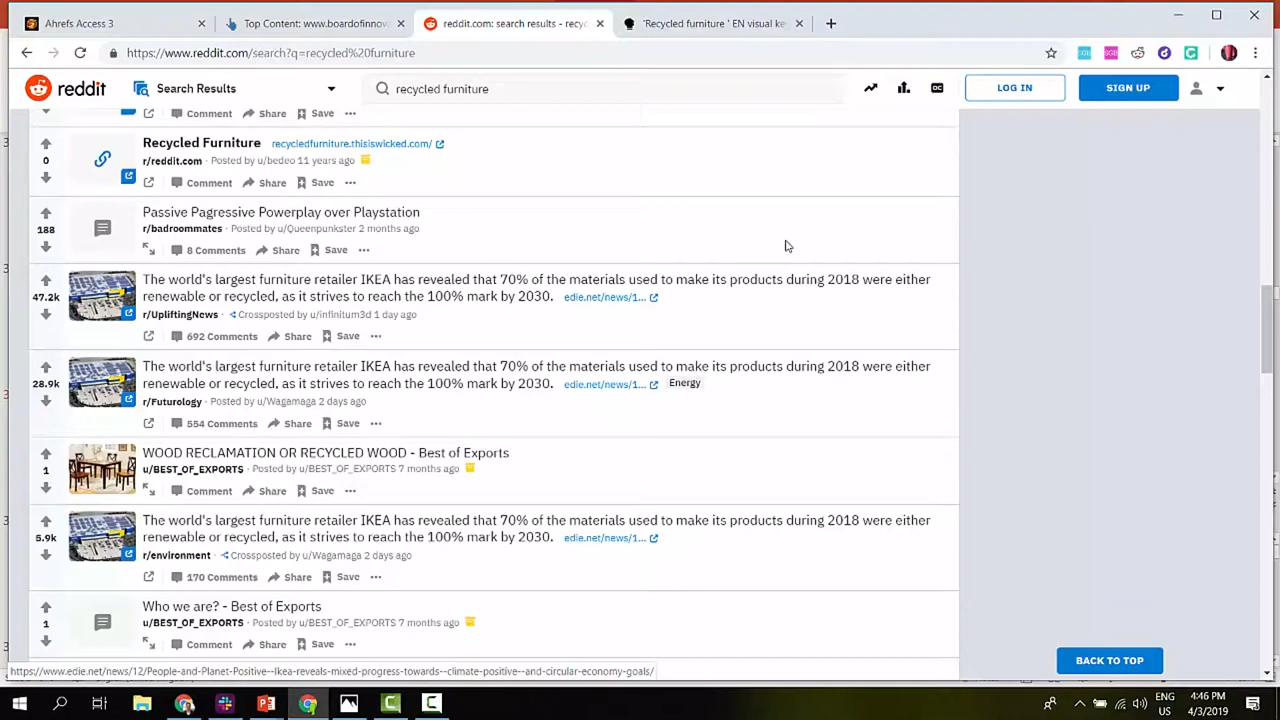 Ahrefs Access 3
Top Content: www.boardofinnov
reddit.com: search results - recyc
'Recycled furniture ' EN visual ke
https://www.reddit.com/search?q=recycled%20furniture
reddit
Search Results
recycled furniture
LOG IN
SIGN UP
Comment Share Save
Recycled Furniture recycledfurniture.thisiswicked.com/
0
r/reddit.com · Posted by u/bedeo 11 years ago
Comment Share Save
Passive Pagressive Powerplay over Playstation
188
r/badroommates · Posted by u/Queenpunkster 2 months ago
8 Comments Share Save
The world's largest furniture retailer IKEA has revealed that 70% of the materials used to make its products during 2018 were either
47.2k
renewable or recycled, as it strives to reach the 100% mark by 2030. edie.net/news/1...
r/UpliftingNews · Crossposted by u/infinitum3d 1 day ago
692 Comments Share Save
The world's largest furniture retailer IKEA has revealed that 70% of the materials used to make its products during 2018 were either
28.9k
renewable or recycled, as it strives to reach the 100% mark by 2030. edie.net/news/1... Energy
r/Futurology · Posted by u/Wagamaga 2 days ago
554 Comments Share Save
WOOD RECLAMATION OR RECYCLED WOOD - Best of Exports
1
u/BEST_OF_EXPORTS · Posted by u/BEST_OF_EXPORTS 7 months ago
Comment Share Save
The world's largest furniture retailer IKEA has revealed that 70% of the materials used to make its products during 2018 were either
5.9k
renewable or recycled, as it strives to reach the 100% mark by 2030. edie.net/news/1...
r/environment · Crossposted by u/Wagamaga 2 days ago
170 Comments Share Save
Who we are? - Best of Exports
1
u/BEST_OF_EXPORTS · Posted by u/BEST_OF_EXPORTS 7 months ago
Comment Share Save
BACK TO TOP
https://www.edie.net/news/12/People-and-Planet-Positive--Ikea-reveals-mixed-progress-towards--climate-positive--and-circular-economy-goals/
ENG
US
4:46 PM
4/3/2019